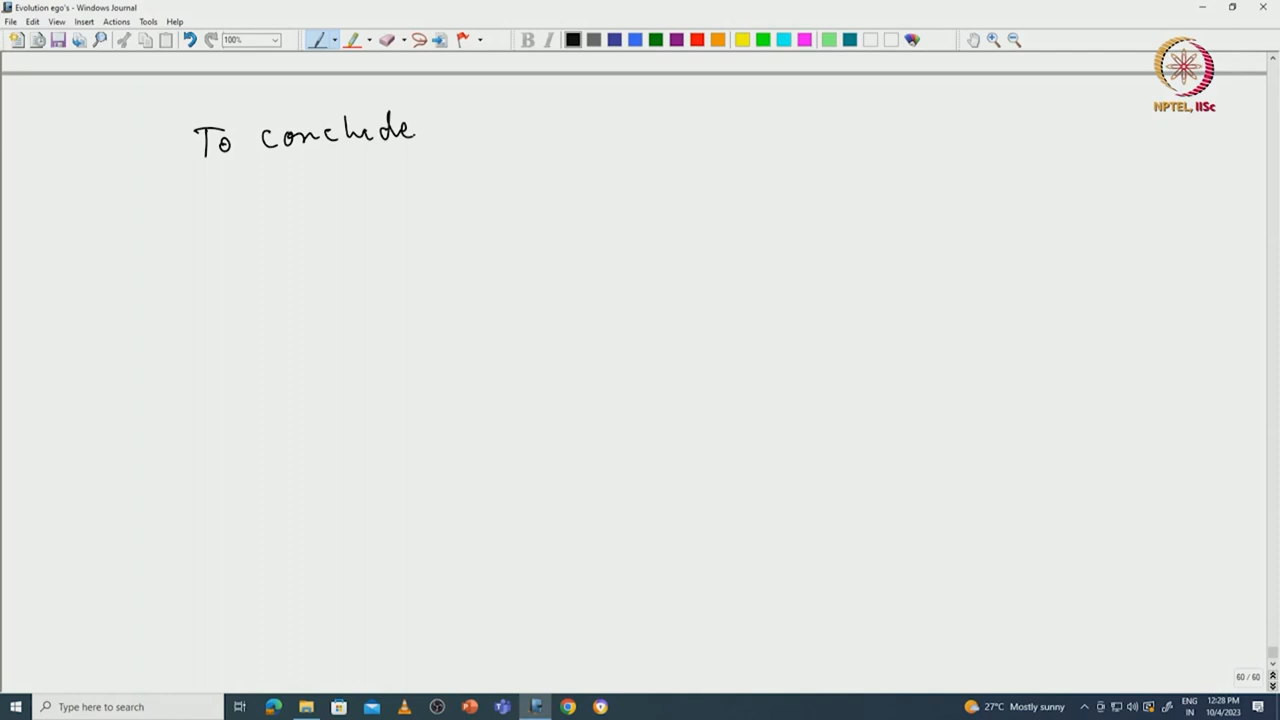 Evolution eqo's - Windows Journal
File Edit View Insert Actions Tools Help
100%
B I
NPTEL, IISc
To conclude
60 / 60
Type here to search
27°C Mostly sunny
ENG
IN
12:28 PM
10/4/2023